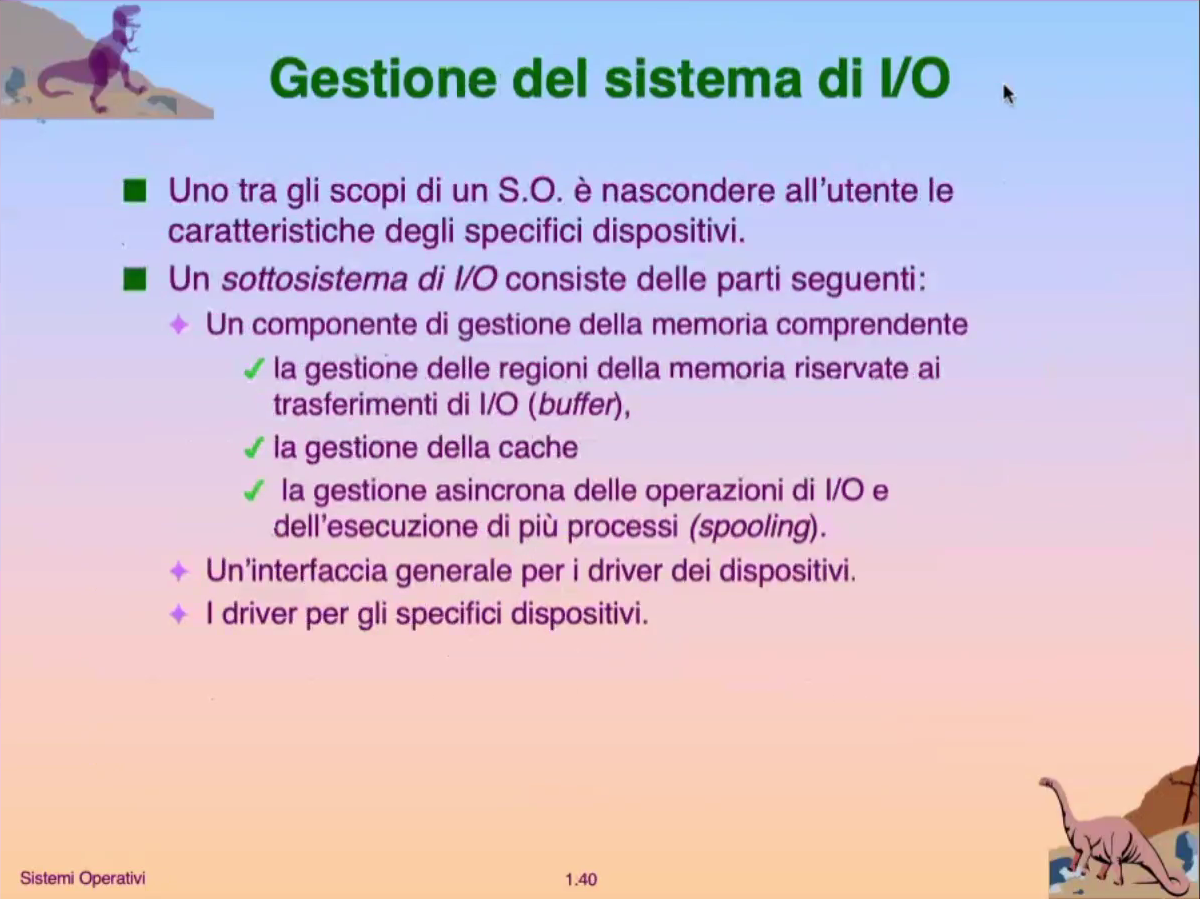 Gestione del sistema di I/O
Uno tra gli scopi di un S.O. è nascondere all'utente le
caratteristiche degli specifici dispositivi.
Un sottosistema di I/O consiste delle parti seguenti:
Un componente di gestione della memoria comprendente
la gestione delle regioni della memoria riservate ai
trasferimenti di I/O (buffer),
la gestione della cache
la gestione asincrona delle operazioni di I/O e
dell'esecuzione di più processi (spooling).
Un'interfaccia generale per i driver dei dispositivi.
I driver per gli specifici dispositivi.
Sistemi Operativi
1.40